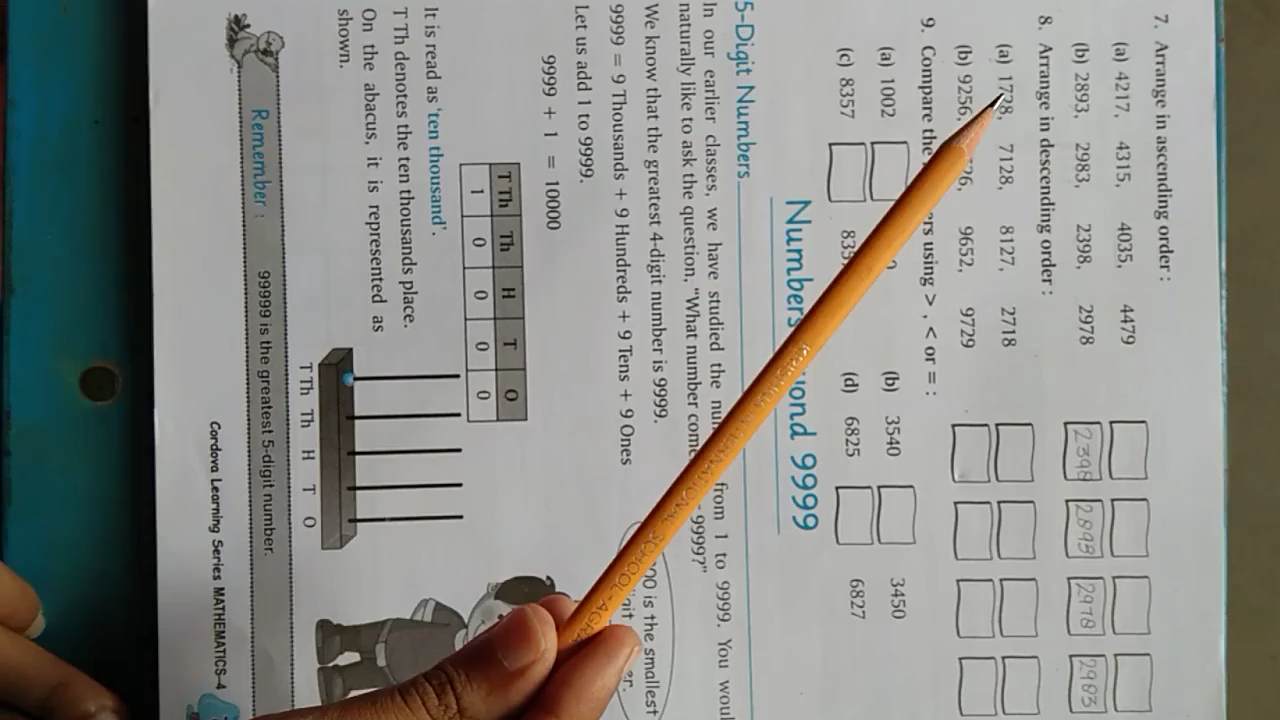 7. Arrange in ascending order :
(a) 4217, 4315, 4035, 4479
(b) 2893, 2983, 2398, 2978 2398 2893 2978 2983
8. Arrange in descending order :
(a) 1728, 7128, 8127, 2718
(b) 9256, 9652, 9729
9. Compare the using > , < or = :
(a) 1002 (b) 3540 3450
(c) 8357 (d) 6825 6827
Numbers 9999
5-Digit Numbers
In our earlier classes, we have studied the from 1 to 9999. You
naturally like to ask the question, "What number 9999?"
We know that the greatest 4-digit number is 9999.
9999 = 9 Thousands + 9 Hundreds + 9 Tens + 9 Ones
is the smallest
Let us add 1 to 9999.
9999 + 1 = 10000
T Th Th H T O
1 0 0 0 0
It is read as 'ten thousand'.
T Th denotes the ten thousands place.
On the abacus, it is represented as
shown.
T Th Th H T O
Remember : 99999 is the greatest 5-digit number.
Cordova Learning Series MATHEMATICS-4
KRISHNA INTERNATIONAL SCHOOL - AGRA